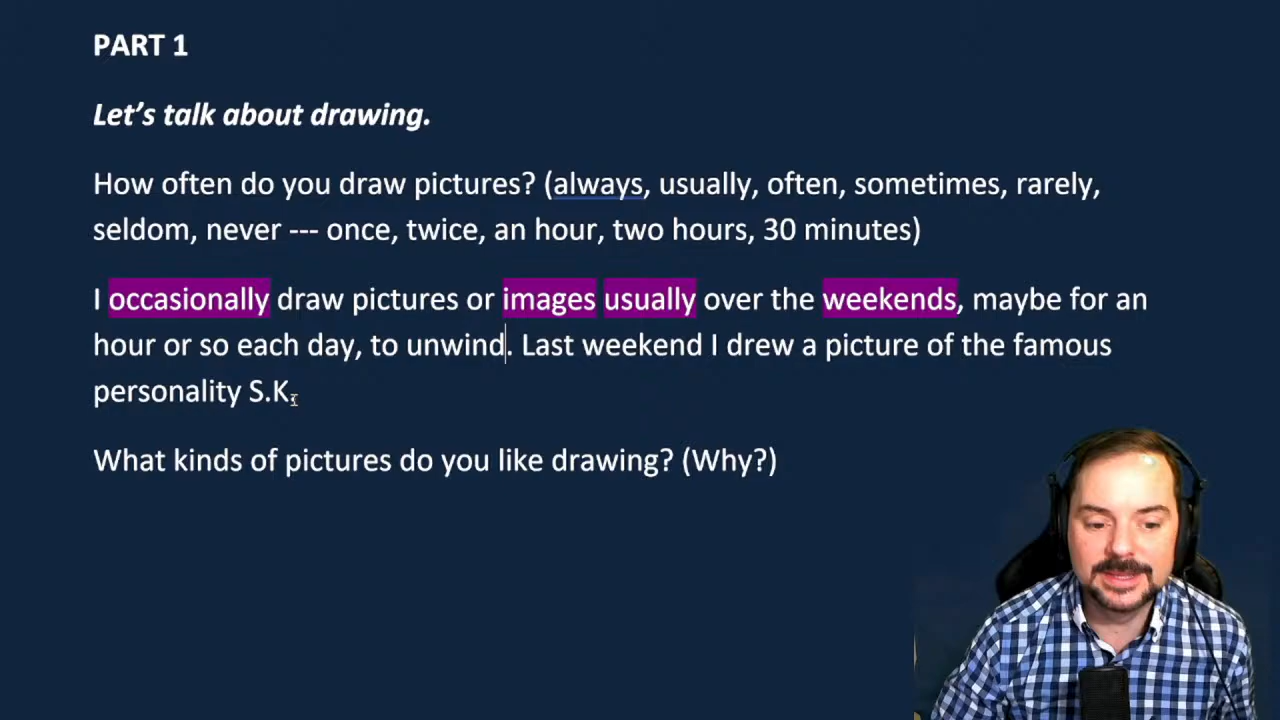 PART 1
Let's talk about drawing.
How often do you draw pictures? (always, usually, often, sometimes, rarely,
seldom, never --- once, twice, an hour, two hours, 30 minutes)
I occasionally draw pictures or images usually over the weekends, maybe for an
hour or so each day, to unwind. Last weekend I drew a picture of the famous
personality S.K.
What kinds of pictures do you like drawing? (Why?)